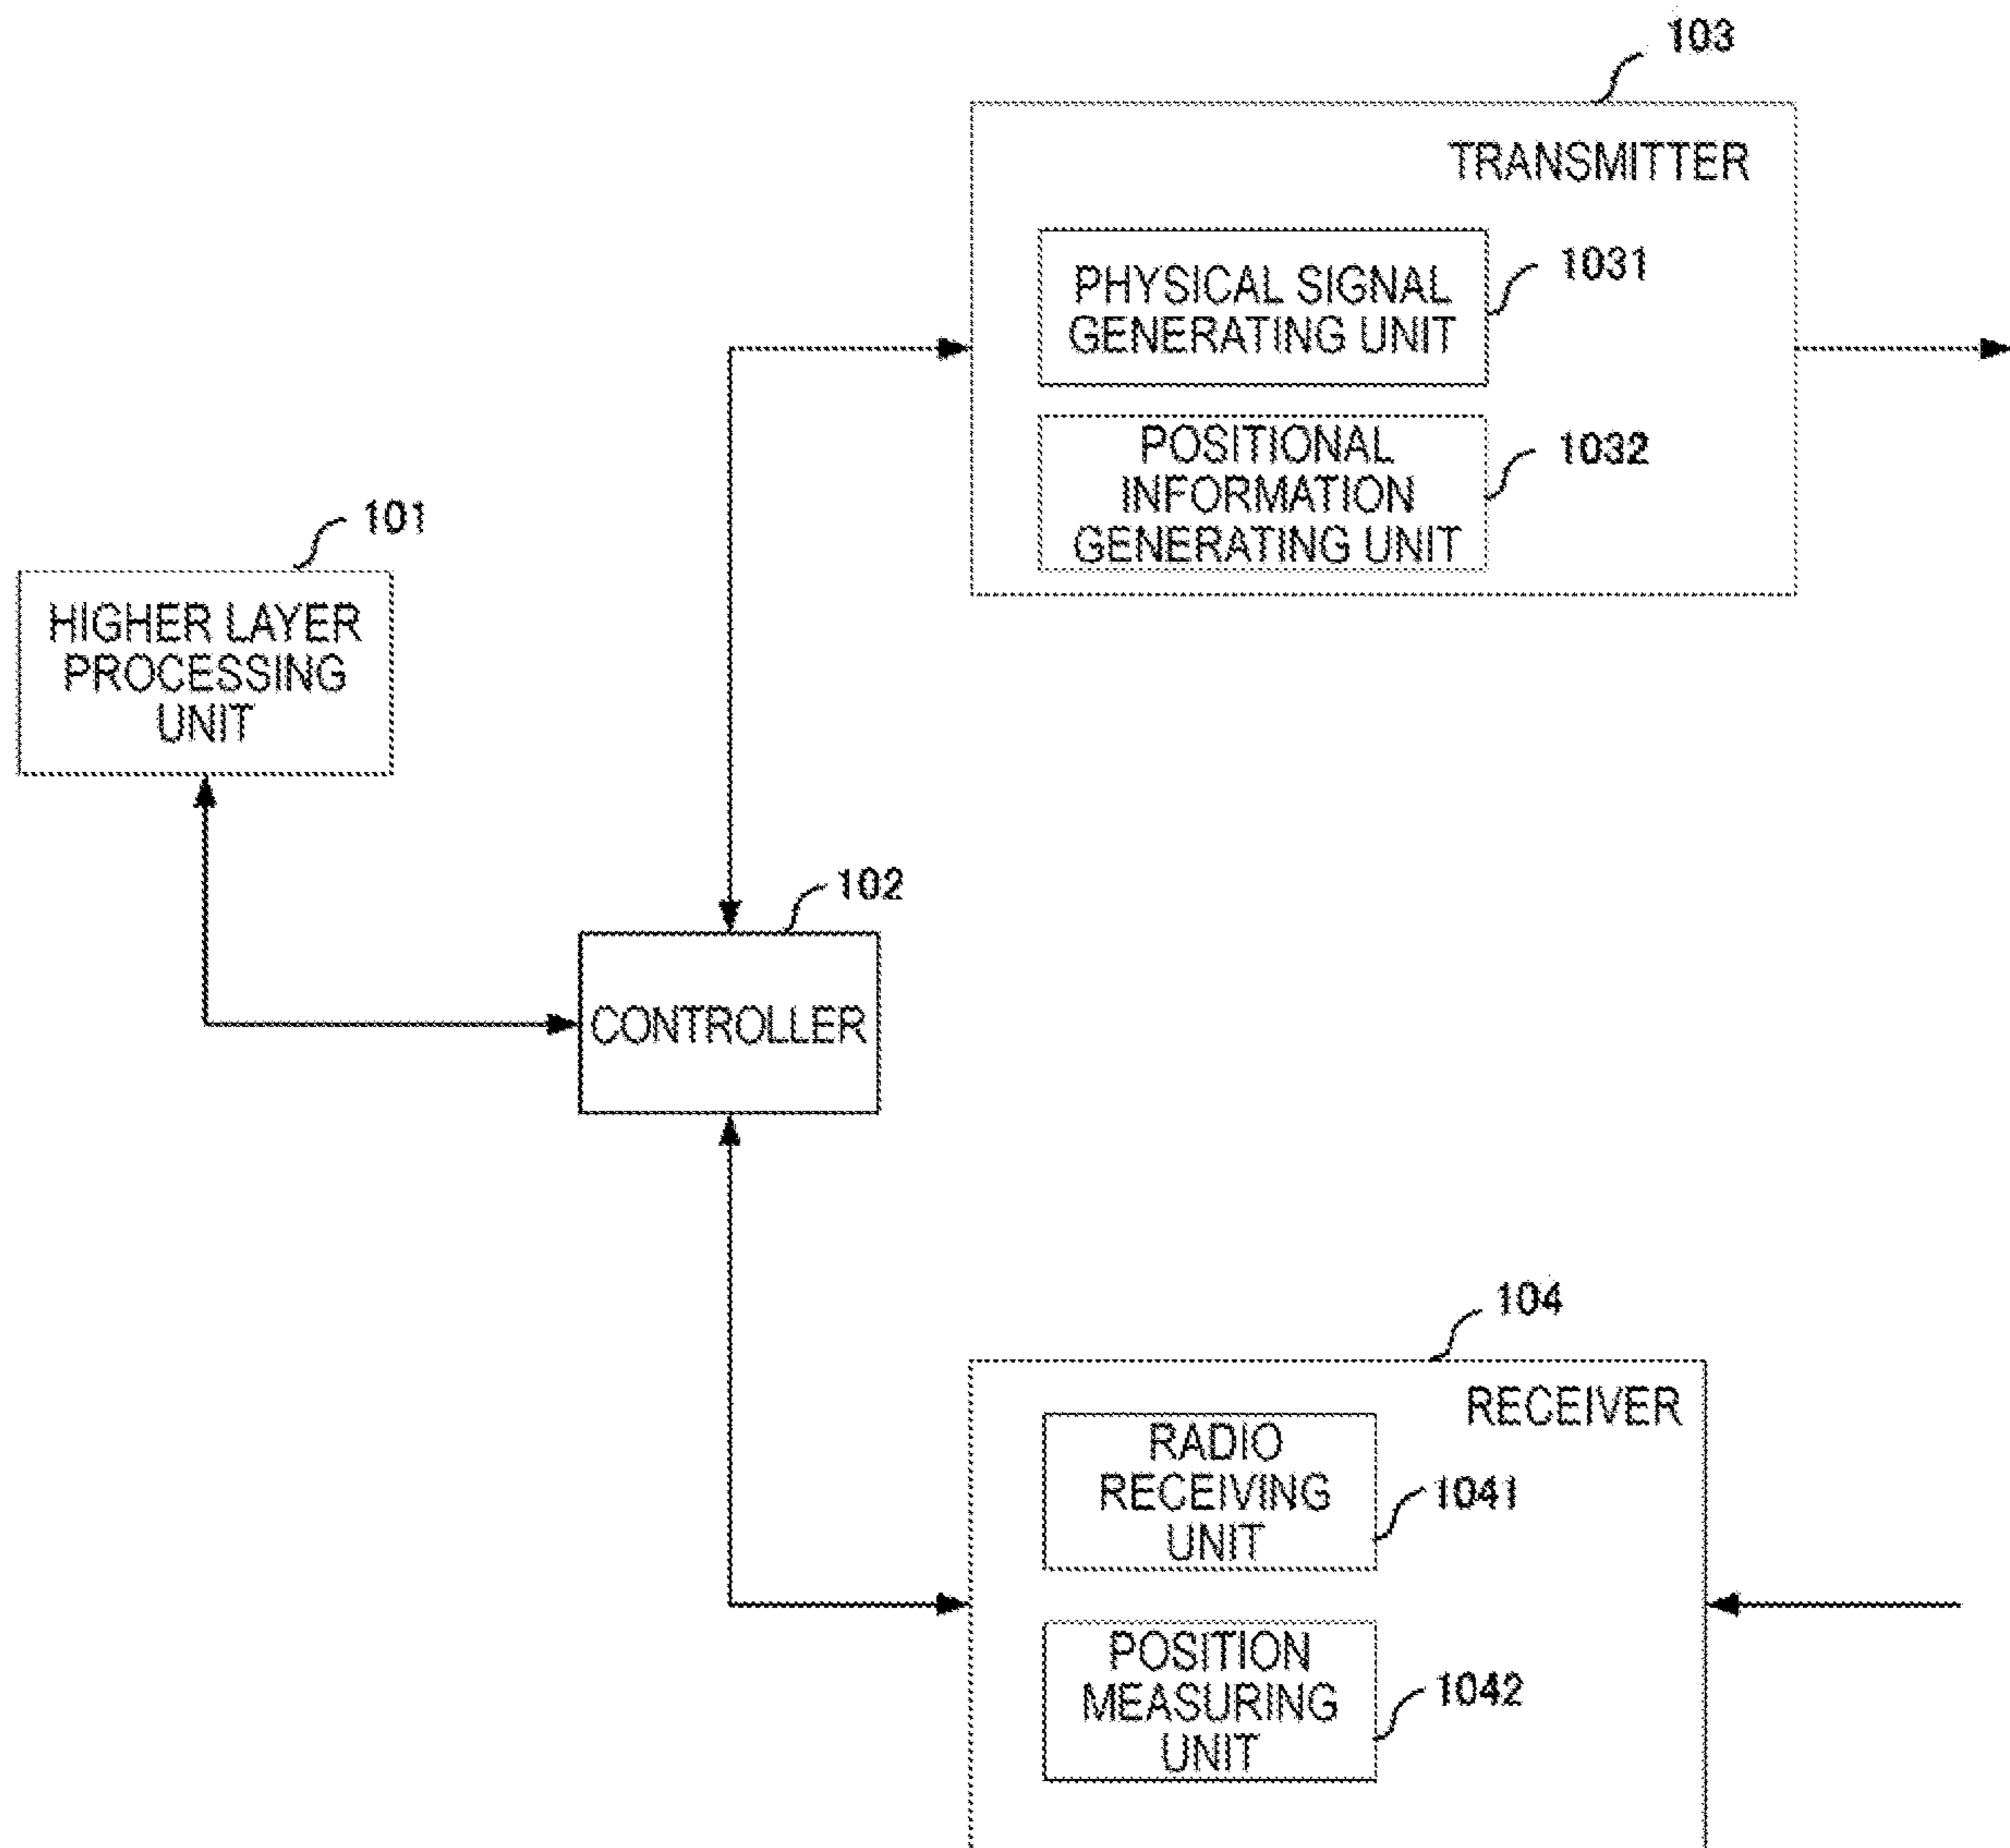 103
TRANSMITTER
PHYSICAL SIGNAL
GENERATING UNIT
1031
POSITIONAL
INFORMATION
GENERATING UNIT
1032
101
HIGHER LAYER
PROCESSING
UNIT
102
CONTROLLER
104
RECEIVER
RADIO
RECEIVING
UNIT
1041
POSITION
MEASURING
UNIT
1042